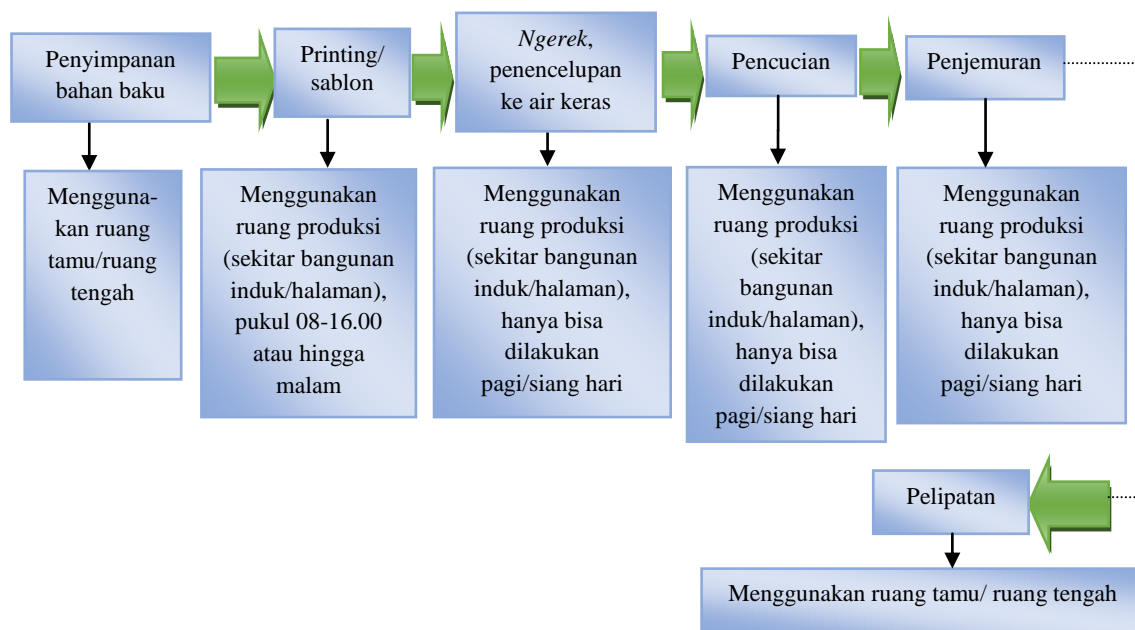 Penyimpanan
bahan baku
Printing/
sablon
Ngerek,
penencelupan
ke air keras
Pencucian
Penjemuran
Mengguna-
kan ruang
tamu/ruang
tengah
Menggunakan
ruang produksi
(sekitar bangunan
induk/halaman),
pukul 08-16.00
atau hingga
malam
Menggunakan
ruang produksi
(sekitar bangunan
induk/halaman),
hanya bisa
dilakukan
pagi/siang hari
Menggunakan
ruang produksi
(sekitar
bangunan
induk/halaman),
hanya bisa
dilakukan
pagi/siang hari
Menggunakan
ruang produksi
(sekitar bangunan
induk/halaman),
hanya bisa
dilakukan
pagi/siang hari
Pelipatan
Menggunakan ruang tamu/ ruang tengah